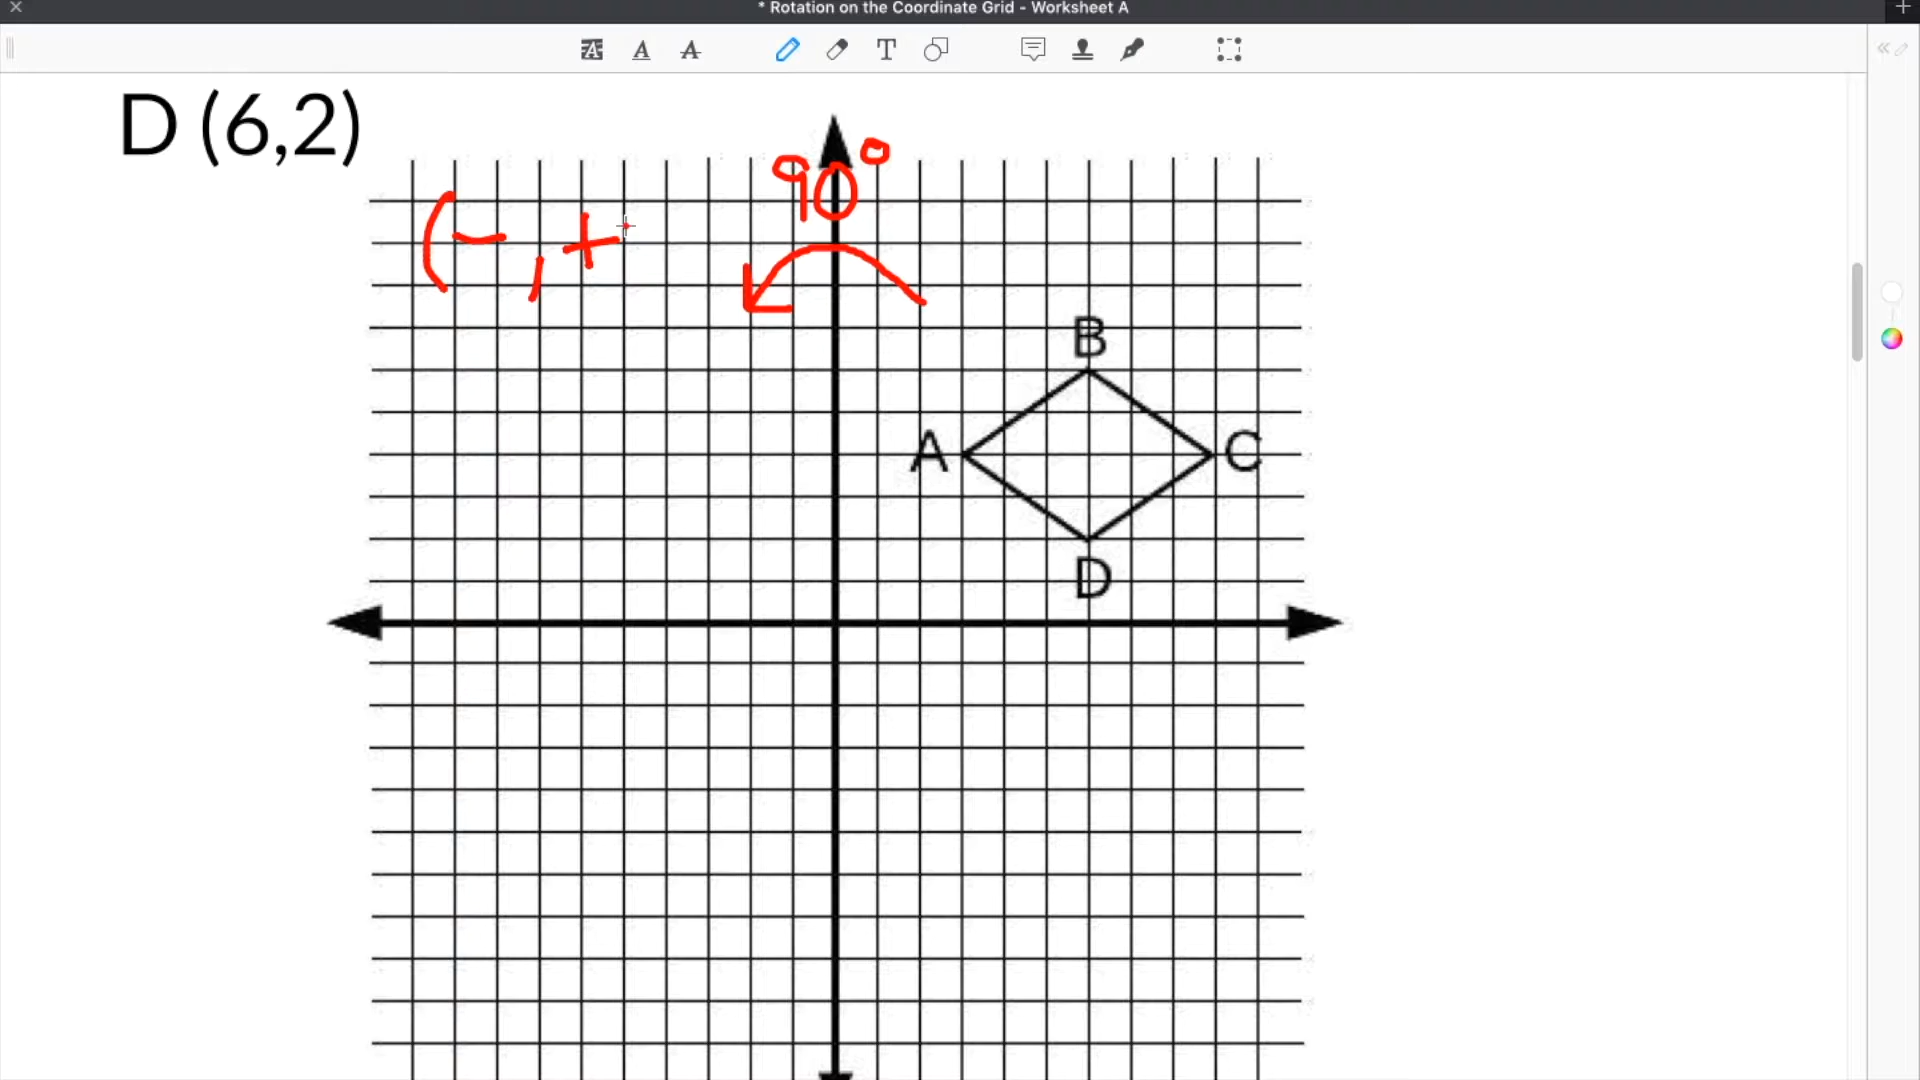 * Rotation on the Coordinate Grid - Worksheet A
A A A T
D (6,2)
90°
(-,+
B
A
C
D